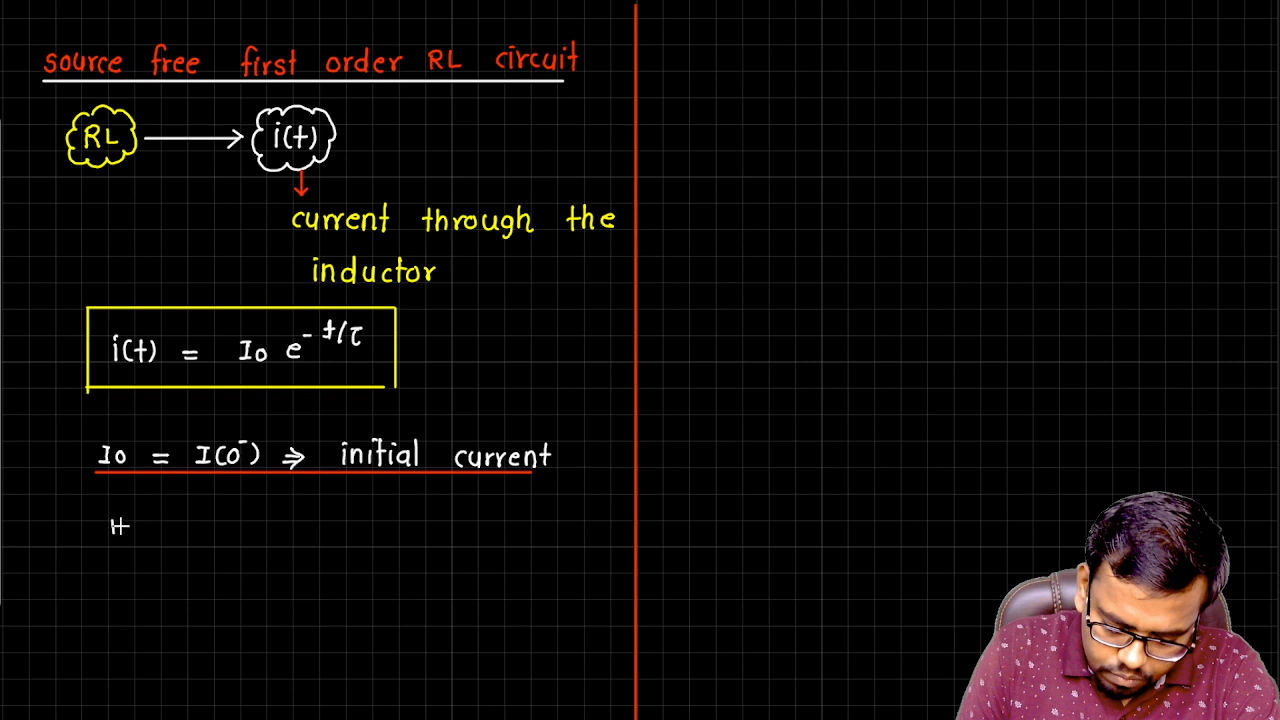 source free first order RL circuit
RL → i(t)
current through the
inductor
i(t) = I0 e^-t/τ
I0 = I(0^-) ⇒ initial current